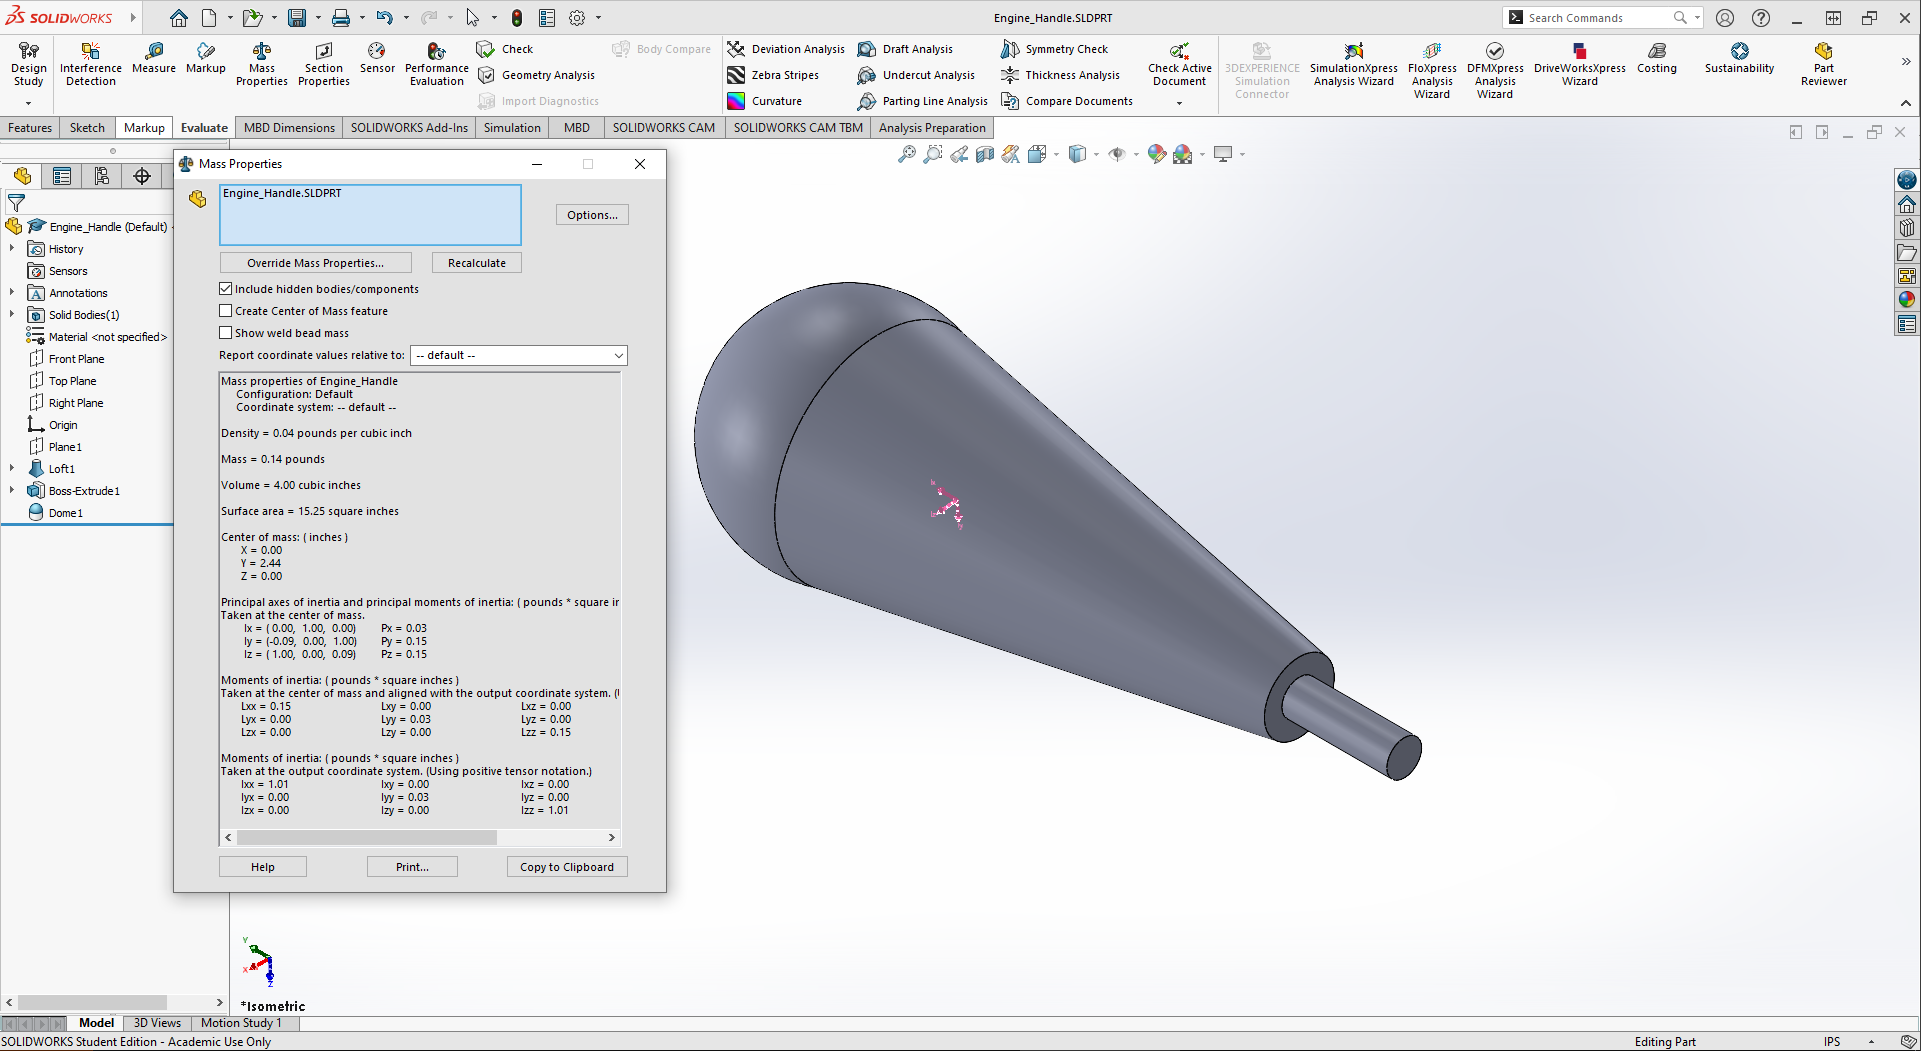 SOLIDWORKS
Engine_Handle.SLDPRT
Search Commands
Design Study
Interference Detection
Measure
Markup
Mass Properties
Section Properties
Sensor
Performance Evaluation
Check
Geometry Analysis
Import Diagnostics
Body Compare
Deviation Analysis
Zebra Stripes
Curvature
Draft Analysis
Undercut Analysis
Parting Line Analysis
Symmetry Check
Thickness Analysis
Compare Documents
Check Active Document
3DEXPERIENCE Simulation Connector
SimulationXpress Analysis Wizard
FloXpress Analysis Wizard
DFMXpress Analysis Wizard
DriveWorksXpress Wizard
Costing
Sustainability
Part Reviewer
Features
Sketch
Markup
Evaluate
MBD Dimensions
SOLIDWORKS Add-Ins
Simulation
MBD
SOLIDWORKS CAM
SOLIDWORKS CAM TBM
Analysis Preparation
Engine_Handle (Default)
History
Sensors
Annotations
Solid Bodies(1)
Material <not specified>
Front Plane
Top Plane
Right Plane
Origin
Plane1
Loft1
Boss-Extrude1
Dome1
Mass Properties
Engine_Handle.SLDPRT
Options...
Override Mass Properties...
Recalculate
Include hidden bodies/components
Create Center of Mass feature
Show weld bead mass
Report coordinate values relative to:
-- default --
Mass properties of Engine_Handle
Configuration: Default
Coordinate system: -- default --
Density = 0.04 pounds per cubic inch
Mass = 0.14 pounds
Volume = 4.00 cubic inches
Surface area = 15.25 square inches
Center of mass: ( inches )
X = 0.00
Y = 2.44
Z = 0.00
Principal axes of inertia and principal moments of inertia: ( pounds * square ir
Taken at the center of mass.
Ix = ( 0.00, 1.00, 0.00) Px = 0.03
Iy = (-0.09, 0.00, 1.00) Py = 0.15
Iz = ( 1.00, 0.00, 0.09) Pz = 0.15
Moments of inertia: ( pounds * square inches )
Taken at the center of mass and aligned with the output coordinate system. (
Lxx = 0.15 Lxy = 0.00 Lxz = 0.00
Lyx = 0.00 Lyy = 0.03 Lyz = 0.00
Lzx = 0.00 Lzy = 0.00 Lzz = 0.15
Moments of inertia: ( pounds * square inches )
Taken at the output coordinate system. (Using positive tensor notation.)
Ixx = 1.01 Ixy = 0.00 Ixz = 0.00
Iyx = 0.00 Iyy = 0.03 Iyz = 0.00
Izx = 0.00 Izy = 0.00 Izz = 1.01
Help
Print...
Copy to Clipboard
Y
X
Z
*Isometric
Model
3D Views
Motion Study 1
SOLIDWORKS Student Edition - Academic Use Only
Editing Part
IPS